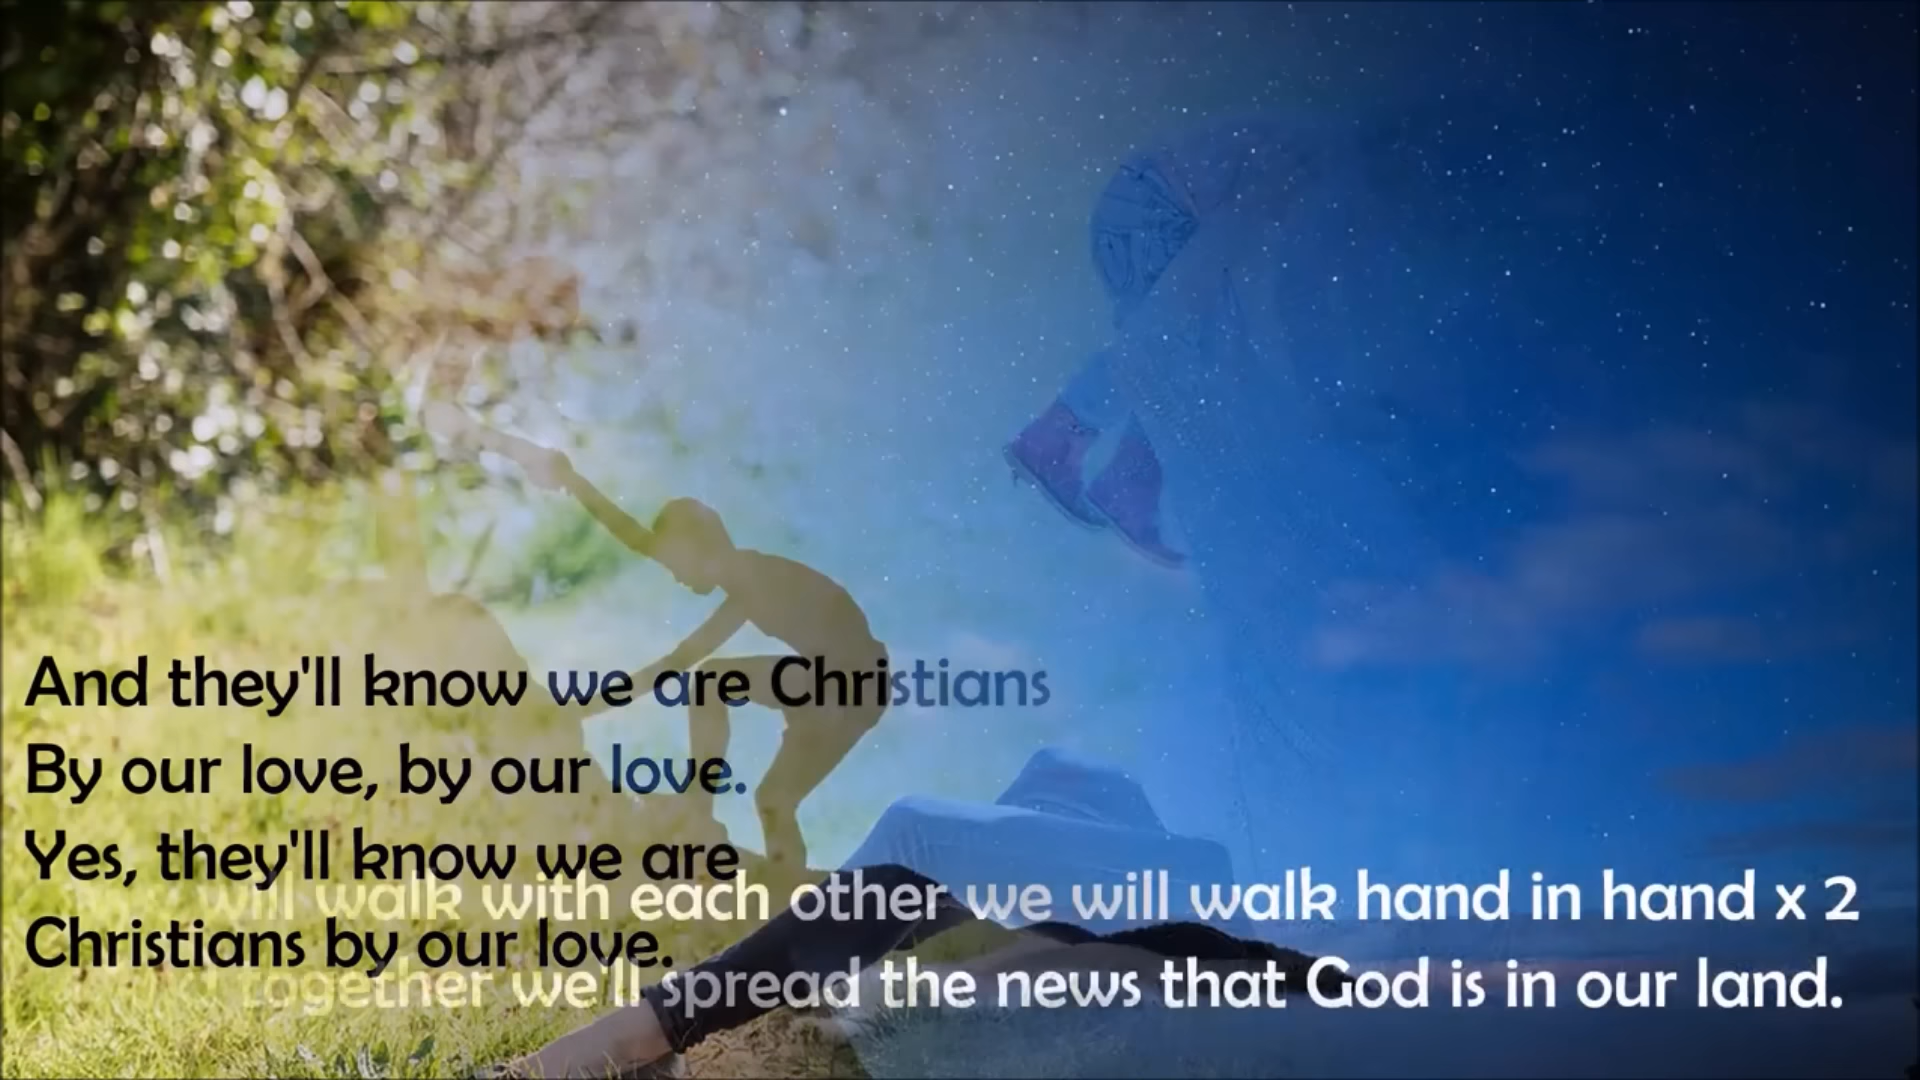 And they'll know we are Christians
By our love, by our love.
Yes, they'll know we are
Christians by our love.
will walk with each other we will walk hand in hand x 2
together we'll spread the news that God is in our land.